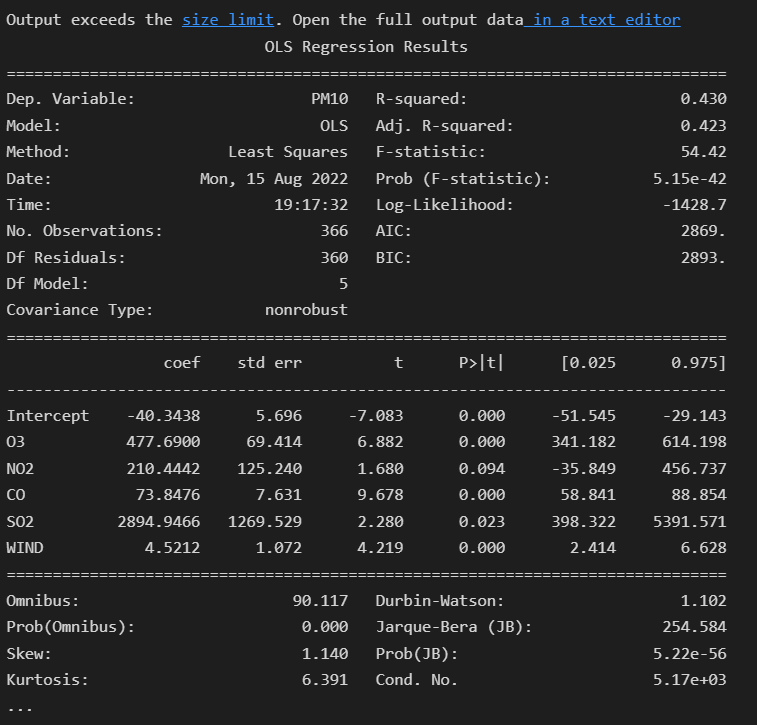 Output exceeds the size limit. Open the full output data in a text editor
OLS Regression Results
==============================================================================
Dep. Variable: PM10 R-squared: 0.430
Model: OLS Adj. R-squared: 0.423
Method: Least Squares F-statistic: 54.42
Date: Mon, 15 Aug 2022 Prob (F-statistic): 5.15e-42
Time: 19:17:32 Log-Likelihood: -1428.7
No. Observations: 366 AIC: 2869.
Df Residuals: 360 BIC: 2893.
Df Model: 5
Covariance Type: nonrobust
==============================================================================
coef std err t P>|t| [0.025 0.975]
------------------------------------------------------------------------------
Intercept -40.3438 5.696 -7.083 0.000 -51.545 -29.143
O3 477.6900 69.414 6.882 0.000 341.182 614.198
NO2 210.4442 125.240 1.680 0.094 -35.849 456.737
CO 73.8476 7.631 9.678 0.000 58.841 88.854
SO2 2894.9466 1269.529 2.280 0.023 398.322 5391.571
WIND 4.5212 1.072 4.219 0.000 2.414 6.628
==============================================================================
Omnibus: 90.117 Durbin-Watson: 1.102
Prob(Omnibus): 0.000 Jarque-Bera (JB): 254.584
Skew: 1.140 Prob(JB): 5.22e-56
Kurtosis: 6.391 Cond. No. 5.17e+03
...